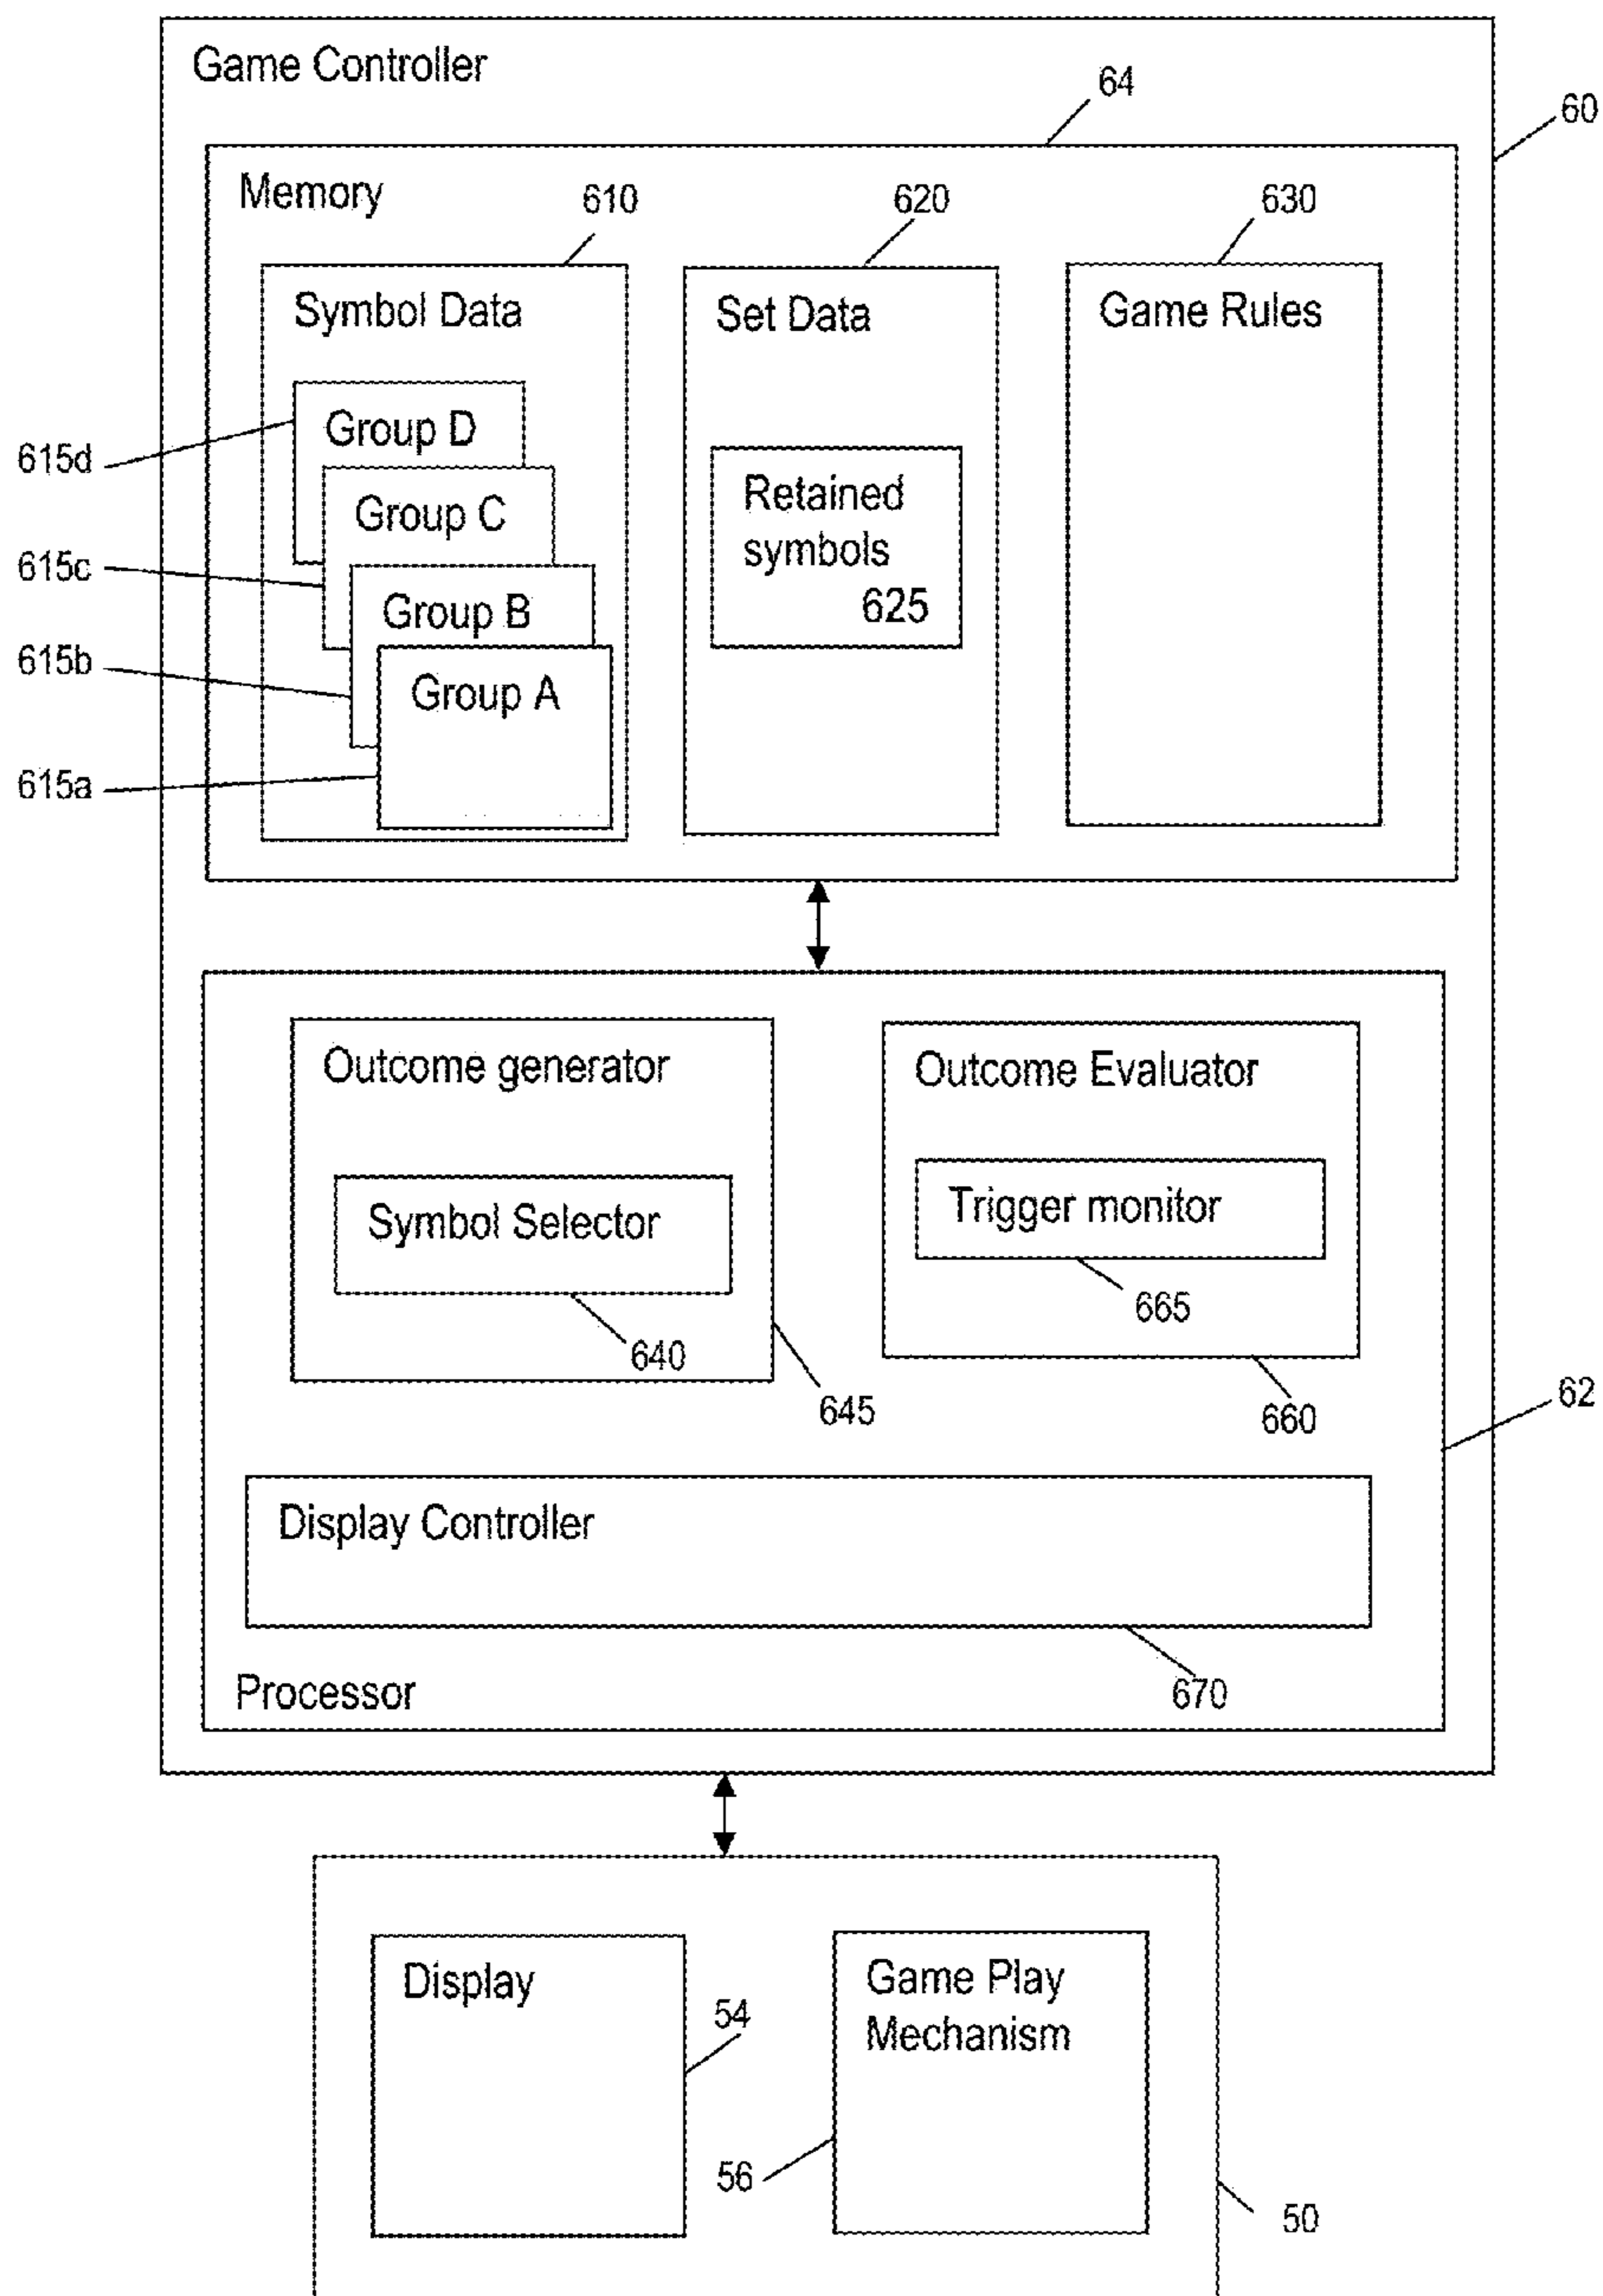 Game Controller
64
60
Memory
610
620
630
Symbol Data
Set Data
Game Rules
Group D
615d
Retained
symbols
625
Group C
615c
Group B
615b
Group A
615a
Outcome generator
Outcome Evaluator
Symbol Selector
Trigger monitor
665
640
645
660
62
Display Controller
670
Processor
Display
54
Game Play
Mechanism
56
50